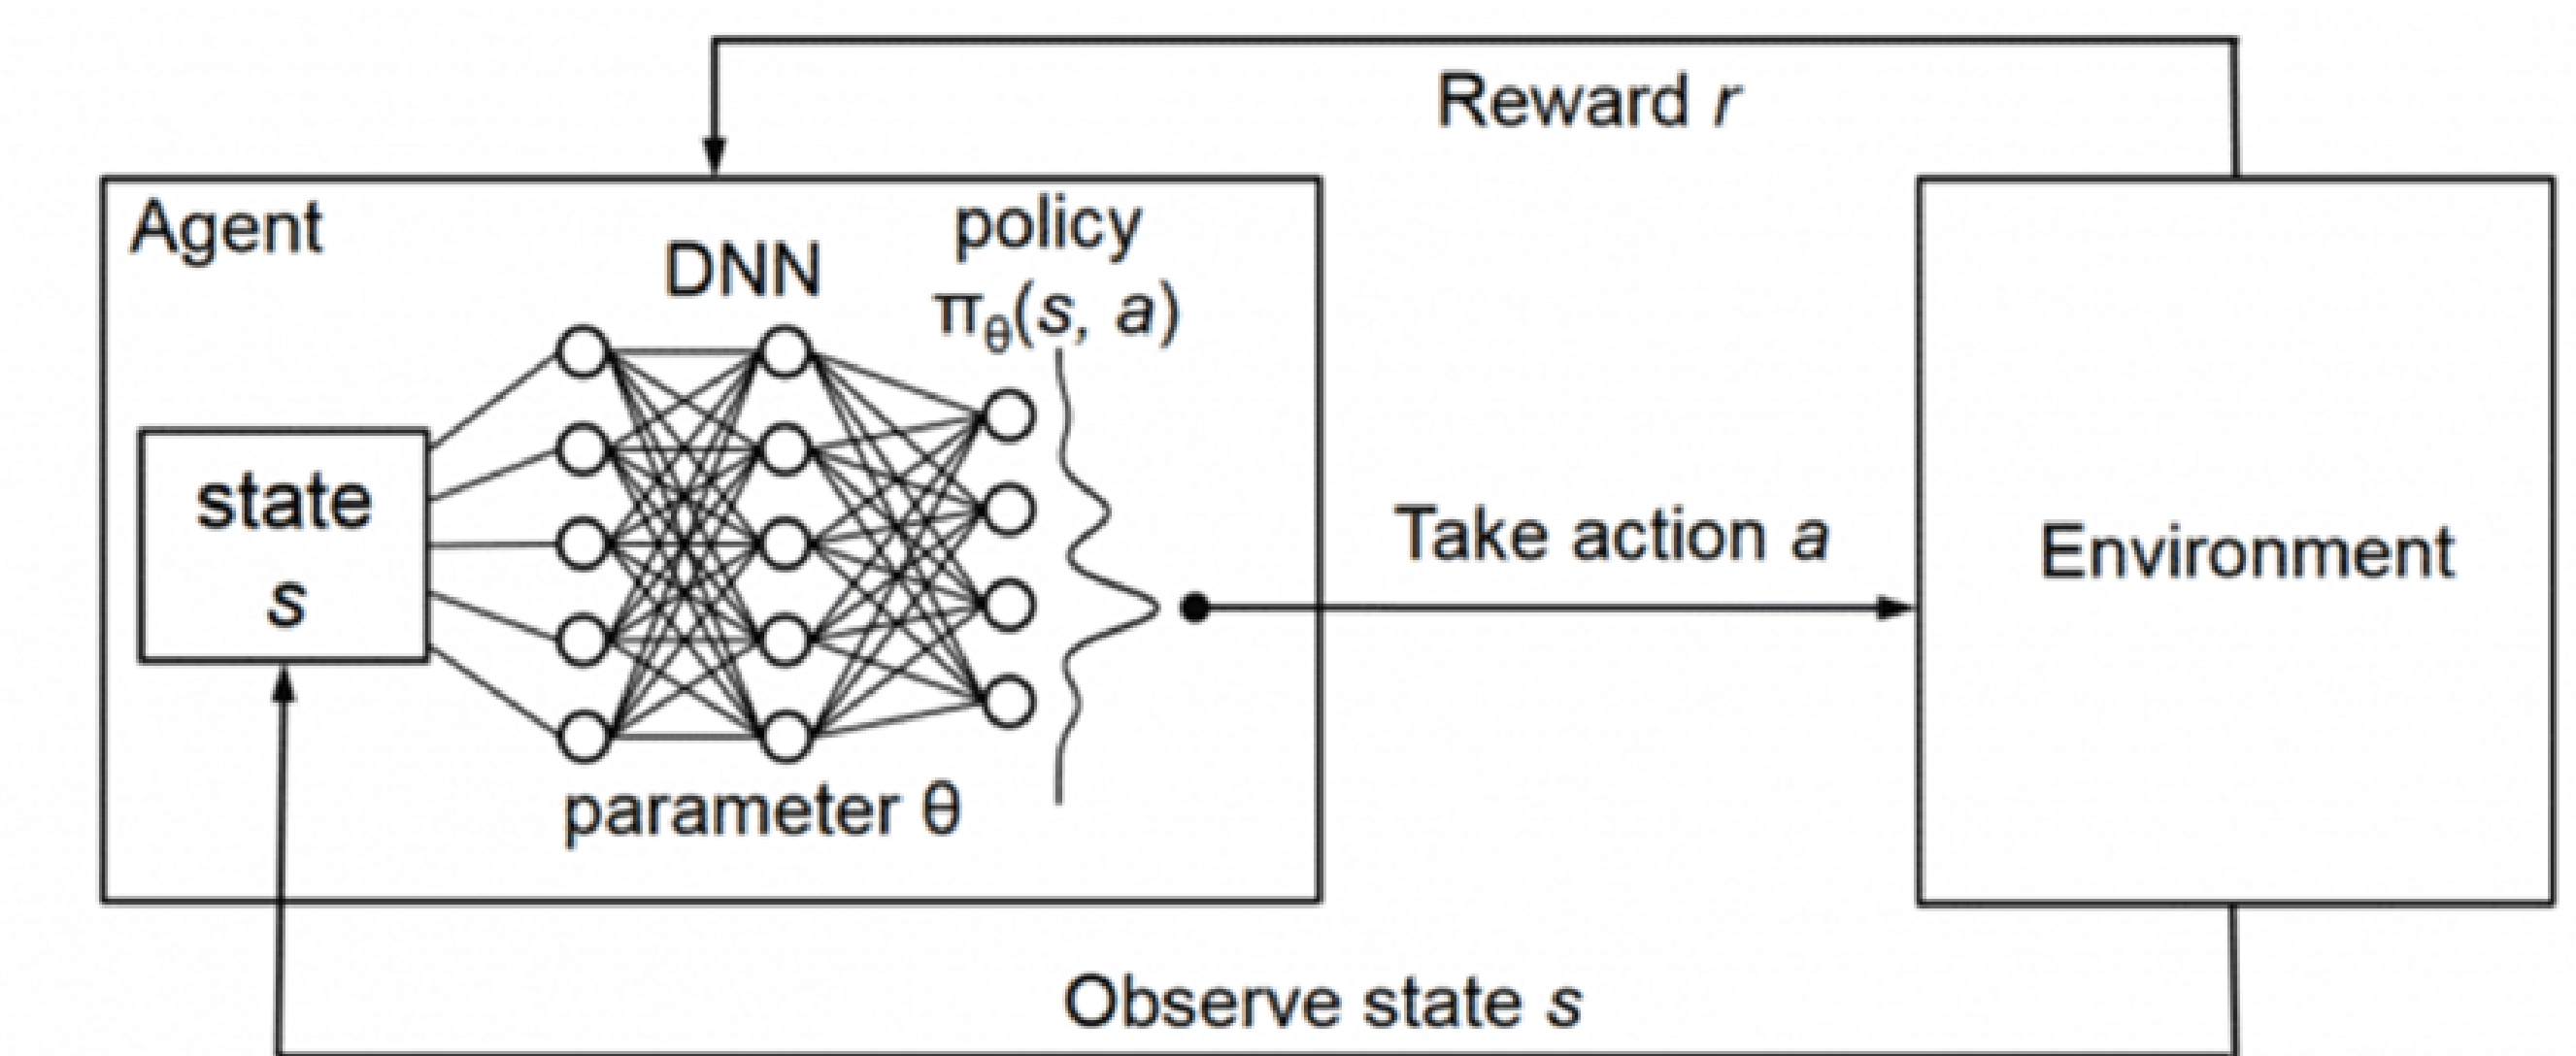 Reward r
Agent
DNN
policy
πθ(s, a)
state
s
Take action a
Environment
parameter θ
Observe state s